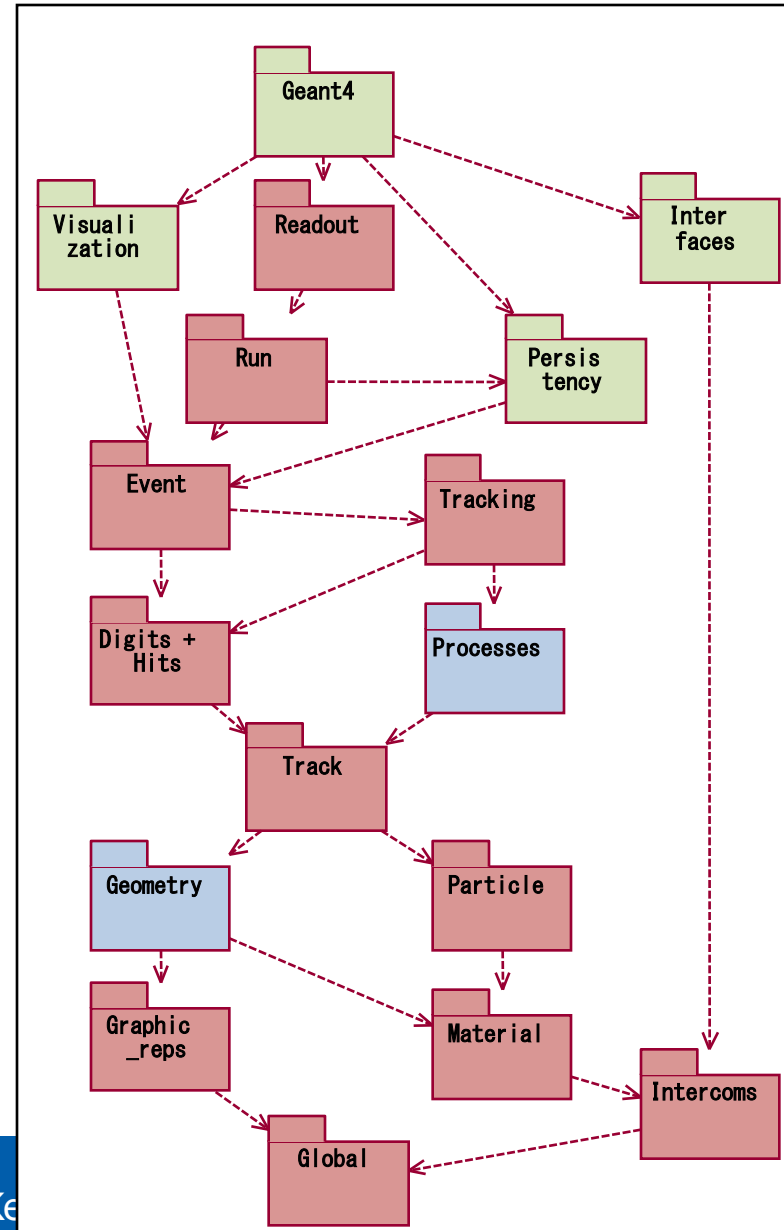 Geant4
Visuali
zation
Readout
Inter
faces
Run
Persis
tency
Event
Tracking
Digits +
Hits
Processes
Track
Geometry
Particle
Graphic
_reps
Material
Intercoms
Global